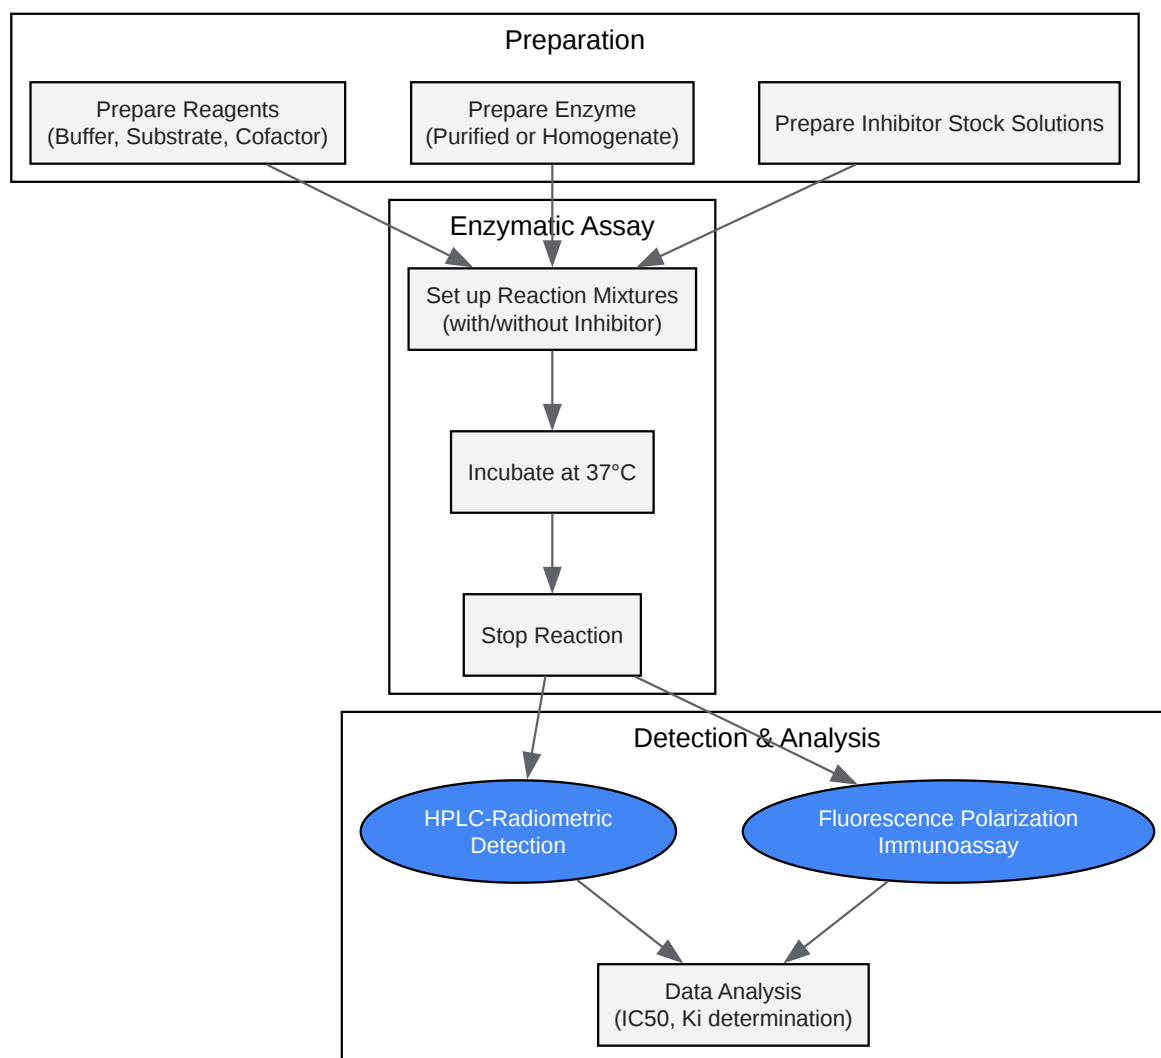 Preparation
Prepare Reagents
(Buffer, Substrate, Cofactor)
Prepare Enzyme
(Purified or Homogenate)
Prepare Inhibitor Stock Solutions
Enzymatic Assay
Set up Reaction Mixtures
(with/without Inhibitor)
Incubate at 37°C
Stop Reaction
Detection & Analysis
HPLC-Radiometric
Detection
Fluorescence Polarization
Immunoassay
Data Analysis
(IC50, Ki determination)